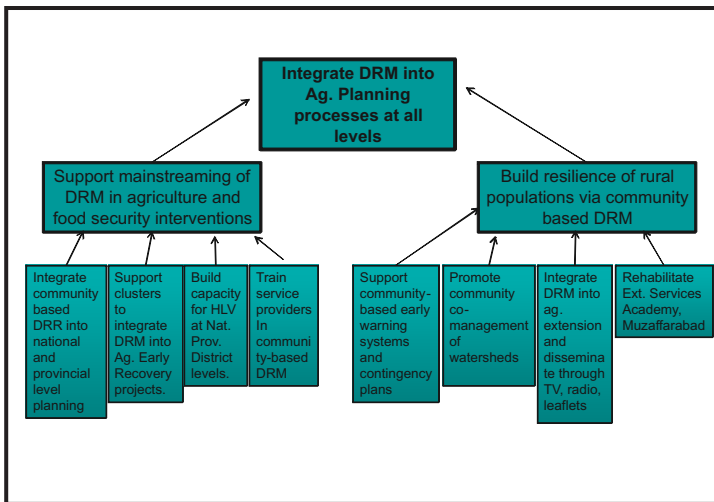 Integrate DRM into
Ag. Planning
processes at all
levels
Support mainstreaming of
DRM in agriculture and
food security interventions
Build resilience of rural
populations via community
based DRM
Integrate
community
based
DRR into
national
and
provincial
level
planning
Support
clusters
to
integrate
DRM into
Ag. Early
Recovery
projects.
Build
capacity
for HLV
at Nat.
Prov.
District
levels.
Train
service
providers
In
communi
ty-based
DRM
Support
community-
based early
warning
systems
and
contingency
plans
Promote
community
co-
management
of
watersheds
Integrate
DRM into
ag.
extension
and
dissemina
te through
TV, radio,
leaflets
Rehabilitate
Ext. Services
Academy,
Muzaffarabad